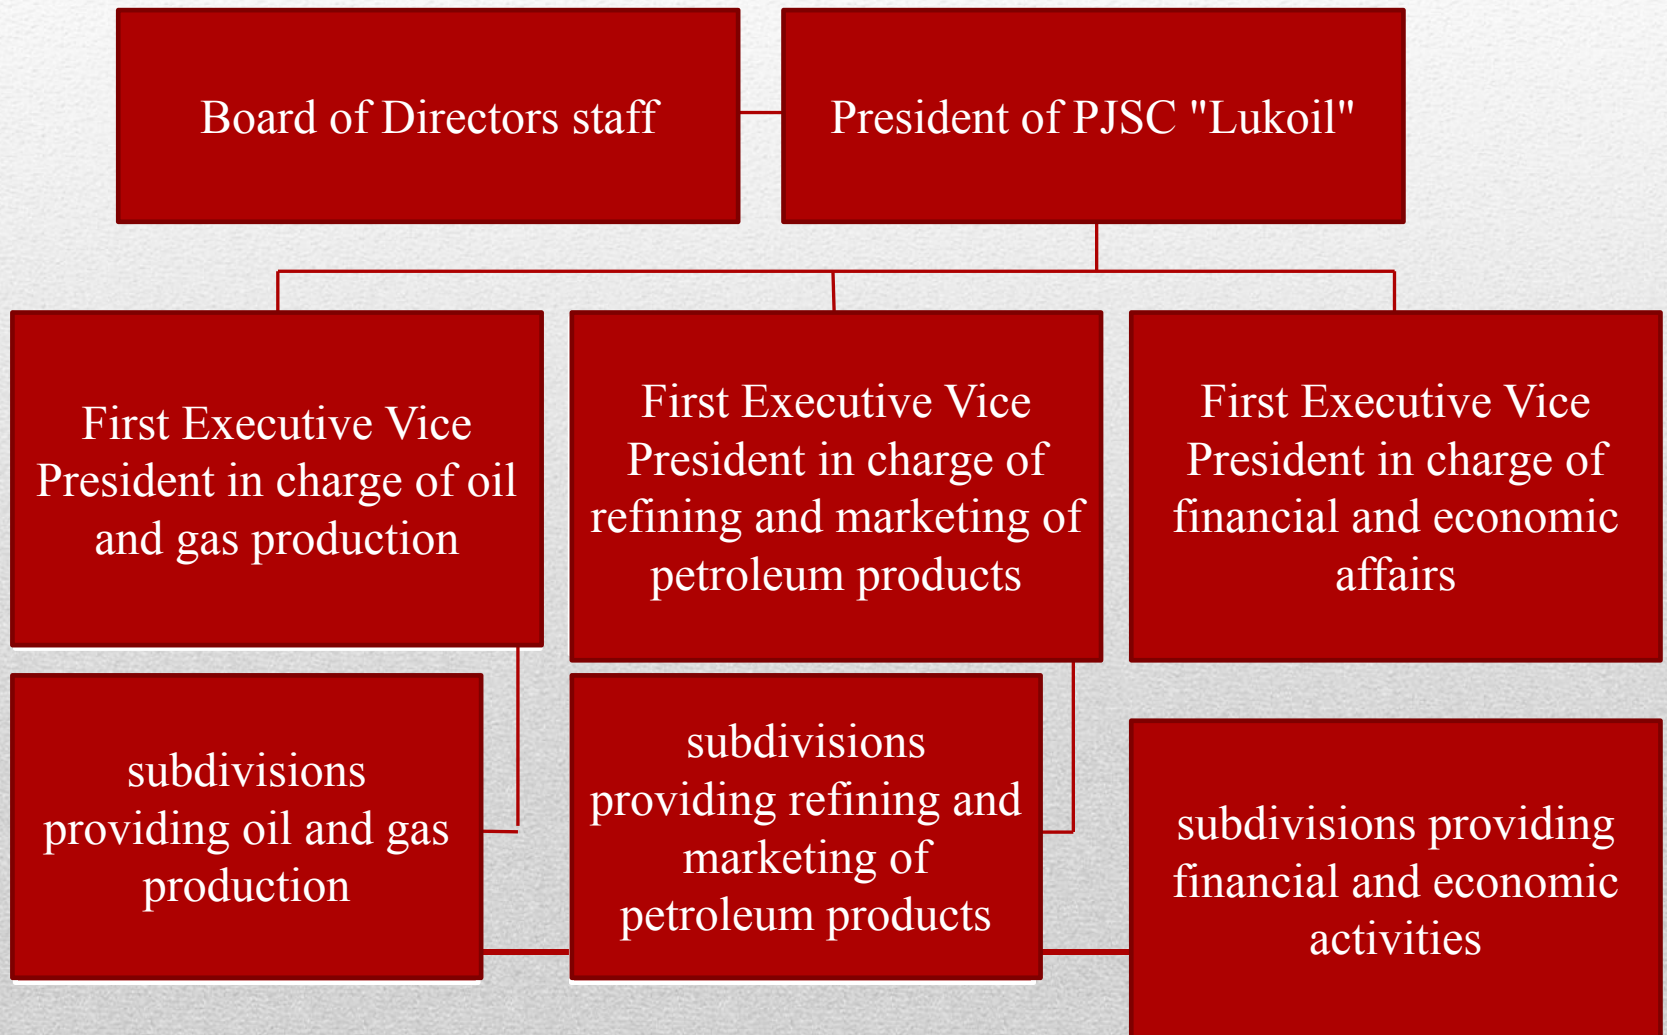 Board of Directors staff
President of PJSC "Lukoil"
First Executive Vice
President in charge of oil
and gas production
First Executive Vice
President in charge of
refining and marketing of
petroleum products
First Executive Vice
President in charge of
financial and economic
affairs
subdivisions
providing oil and gas
production
subdivisions
providing refining and
marketing of
petroleum products
subdivisions providing
financial and economic
activities